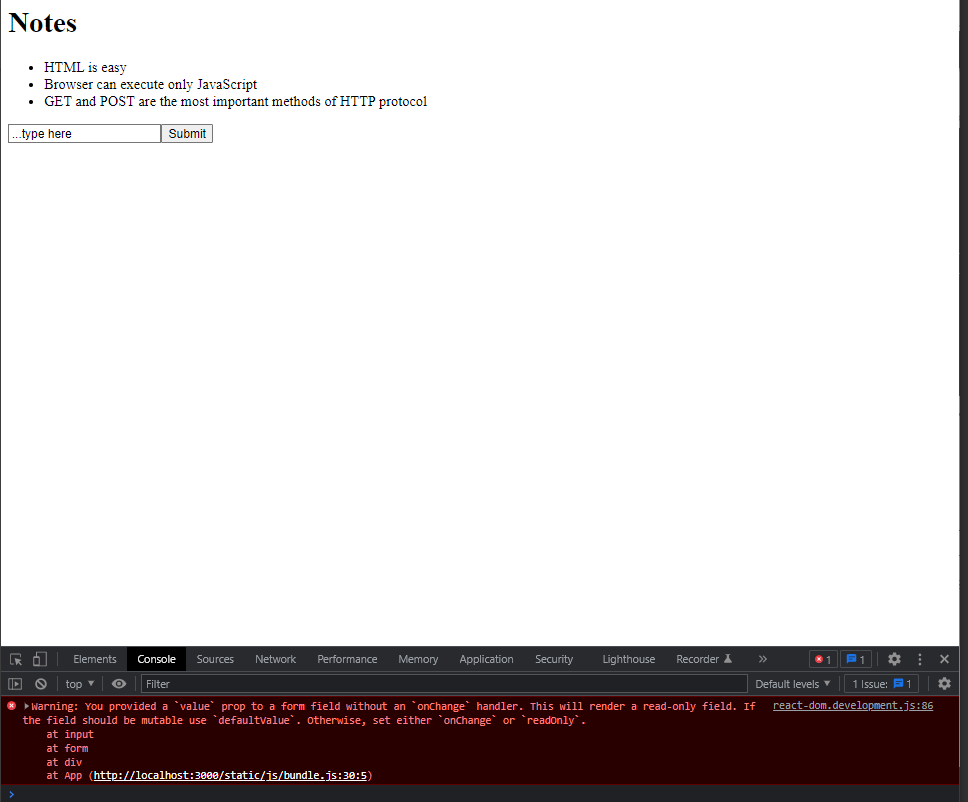 Notes
HTML is easy
Browser can execute only JavaScript
GET and POST are the most important methods of HTTP protocol
...type here Submit
Elements Console Sources Network Performance Memory Application Security Lighthouse Recorder 1 1
top Filter Default levels 1 Issue: 1
Warning: You provided a `value` prop to a form field without an `onChange` handler. This will render a read-only field. If react-dom.development.js:86
the field should be mutable use `defaultValue`. Otherwise, set either `onChange` or `readOnly`.
at input
at form
at div
at App (http://localhost:3000/static/js/bundle.js:30:5)